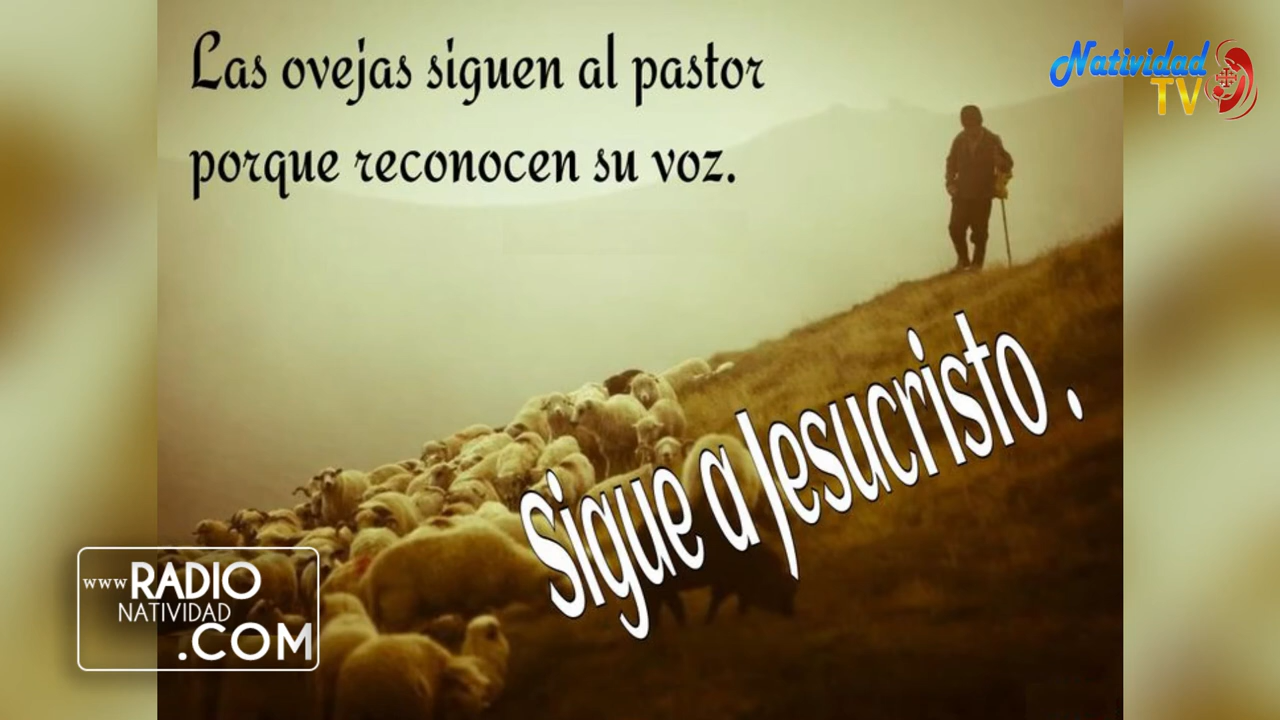 Las ovejas siguen al pastor
porque reconocen su voz.
Natividad
TV
sigue a Jesucristo .
www RADIO
NATIVIDAD
.COM